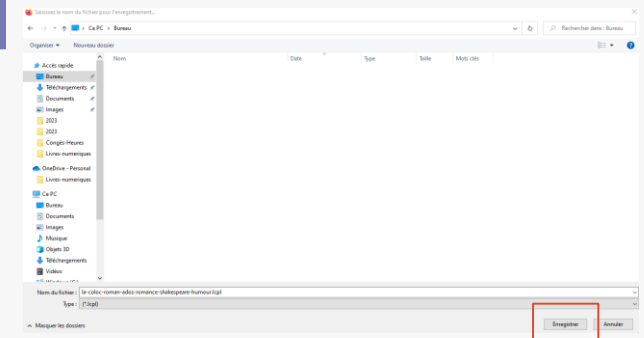 Saisissez le nom du fichier pour l'enregistrement...
Ce PC > Bureau
Rechercher dans : Bureau
Organiser
Nouveau dossier
Nom Date Type Taille Mots clés
Accès rapide
Bureau
Téléchargements
Documents
Images
2023
2023
Congés-Heures
Livres-numeriques
OneDrive - Personal
Livres-numeriques
Ce PC
Bureau
Documents
Images
Musique
Objets 3D
Téléchargements
Vidéos
Nom du fichier : le-coloc-roman-ados-romance-shakespeare-humour.lcpl
Type : (*.lcpl)
Masquer les dossiers
Enregistrer
Annuler